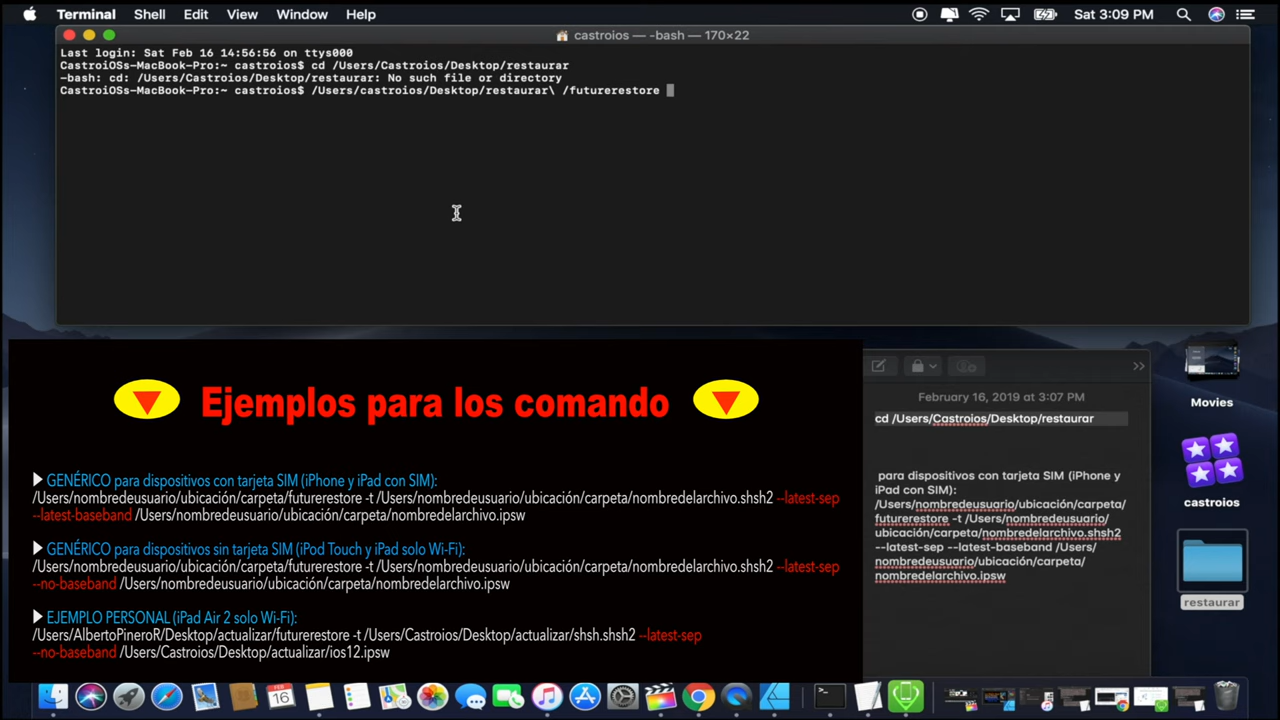 Terminal Shell Edit View Window Help Sat 3:09 PM
castroios — -bash — 170×22
Last login: Sat Feb 16 14:56:56 on ttys000
CastroiOSs-MacBook-Pro:~ castroios$ cd /Users/Castroios/Desktop/restaurar
-bash: cd: /Users/Castroios/Desktop/restaurar: No such file or directory
CastroiOSs-MacBook-Pro:~ castroios$ /Users/castroios/Desktop/restaurar\ /futurerestore
Ejemplos para los comando
GENÉRICO para dispositivos con tarjeta SIM (iPhone y iPad con SIM):
/Users/nombredeusuario/ubicación/carpeta/futurerestore -t /Users/nombredeusuario/ubicación/carpeta/nombredelarchivo.shsh2 --latest-sep
--latest-baseband /Users/nombredeusuario/ubicación/carpeta/nombredelarchivo.ipsw
GENÉRICO para dispositivos sin tarjeta SIM (iPod Touch y iPad solo Wi-Fi):
/Users/nombredeusuario/ubicación/carpeta/futurerestore -t /Users/nombredeusuario/ubicación/carpeta/nombredelarchivo.shsh2 --latest-sep
--no-baseband /Users/nombredeusuario/ubicación/carpeta/nombredelarchivo.ipsw
EJEMPLO PERSONAL (iPad Air 2 solo Wi-Fi):
/Users/AlbertoPineroR/Desktop/actualizar/futurerestore -t /Users/Castroios/Desktop/actualizar/shsh.shsh2 --latest-sep
--no-baseband /Users/Castroios/Desktop/actualizar/ios12.ipsw
February 16, 2019 at 3:07 PM
cd /Users/Castroios/Desktop/restaurar
para dispositivos con tarjeta SIM (iPhone y
iPad con SIM):
/Users/nombredeusuario/ubicación/carpeta/
futurerestore -t /Users/nombredeusuario/
ubicación/carpeta/nombredelarchivo.shsh2
--latest-sep --latest-baseband /Users/
nombredeusuario/ubicación/carpeta/
nombredelarchivo.ipsw
Movies
castroios
restaurar
FEB
16